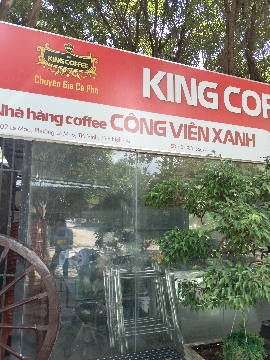 KING COFFEE
Chuyên Gia Cà Phê
KING COF
Nhà hàng coffee CÔNG VIÊN XANH